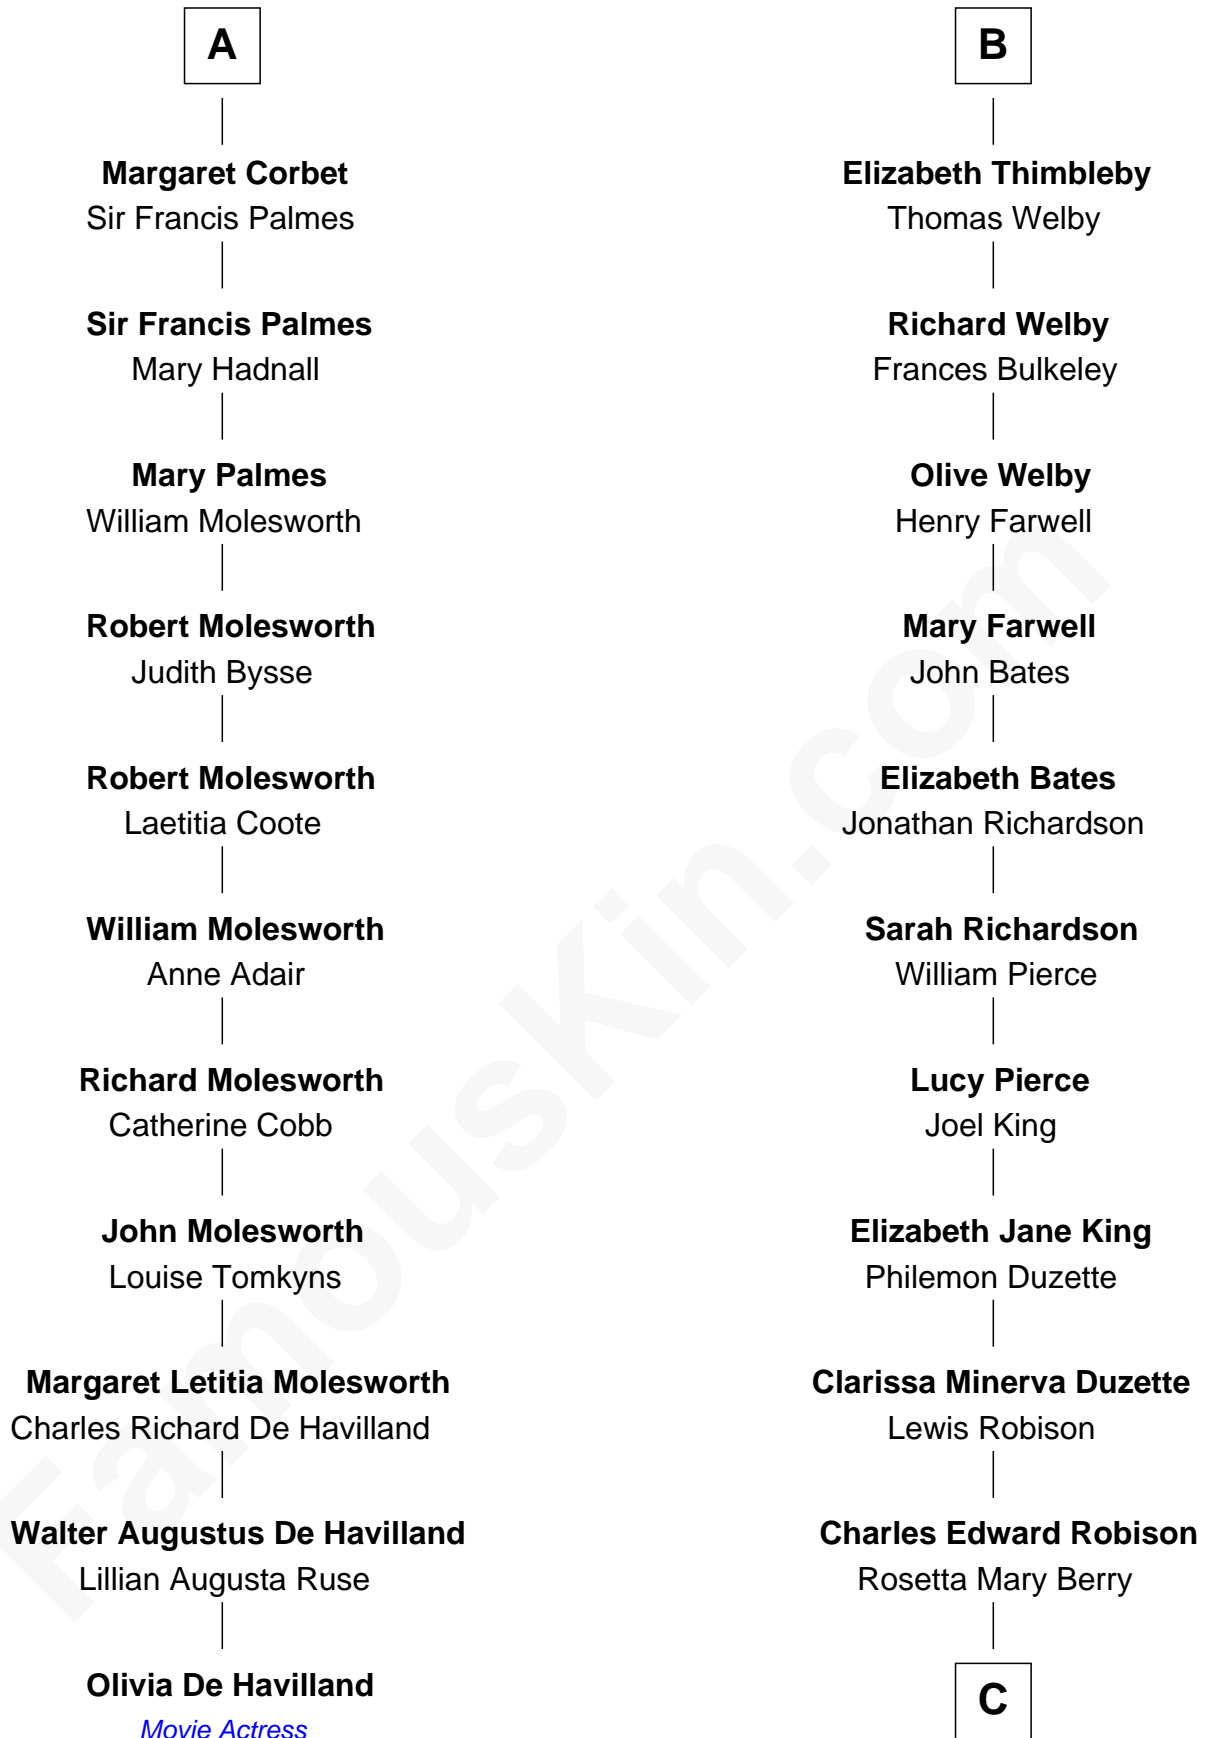 A
Margaret Corbet
Sir Francis Palmes
Sir Francis Palmes
Mary Hadnall
Mary Palmes
William Molesworth
Robert Molesworth
Judith Bysse
Robert Molesworth
Laetitia Coote
William Molesworth
Anne Adair
Richard Molesworth
Catherine Cobb
John Molesworth
Louise Tomkyns
Margaret Letitia Molesworth
Charles Richard De Havilland
Walter Augustus De Havilland
Lillian Augusta Ruse
Olivia De Havilland
Movie Actress
B
Elizabeth Thimbleby
Thomas Welby
Richard Welby
Frances Bulkeley
Olive Welby
Henry Farwell
Mary Farwell
John Bates
Elizabeth Bates
Jonathan Richardson
Sarah Richardson
William Pierce
Lucy Pierce
Joel King
Elizabeth Jane King
Philemon Duzette
Clarissa Minerva Duzette
Lewis Robison
Charles Edward Robison
Rosetta Mary Berry
C
FamousKin.com